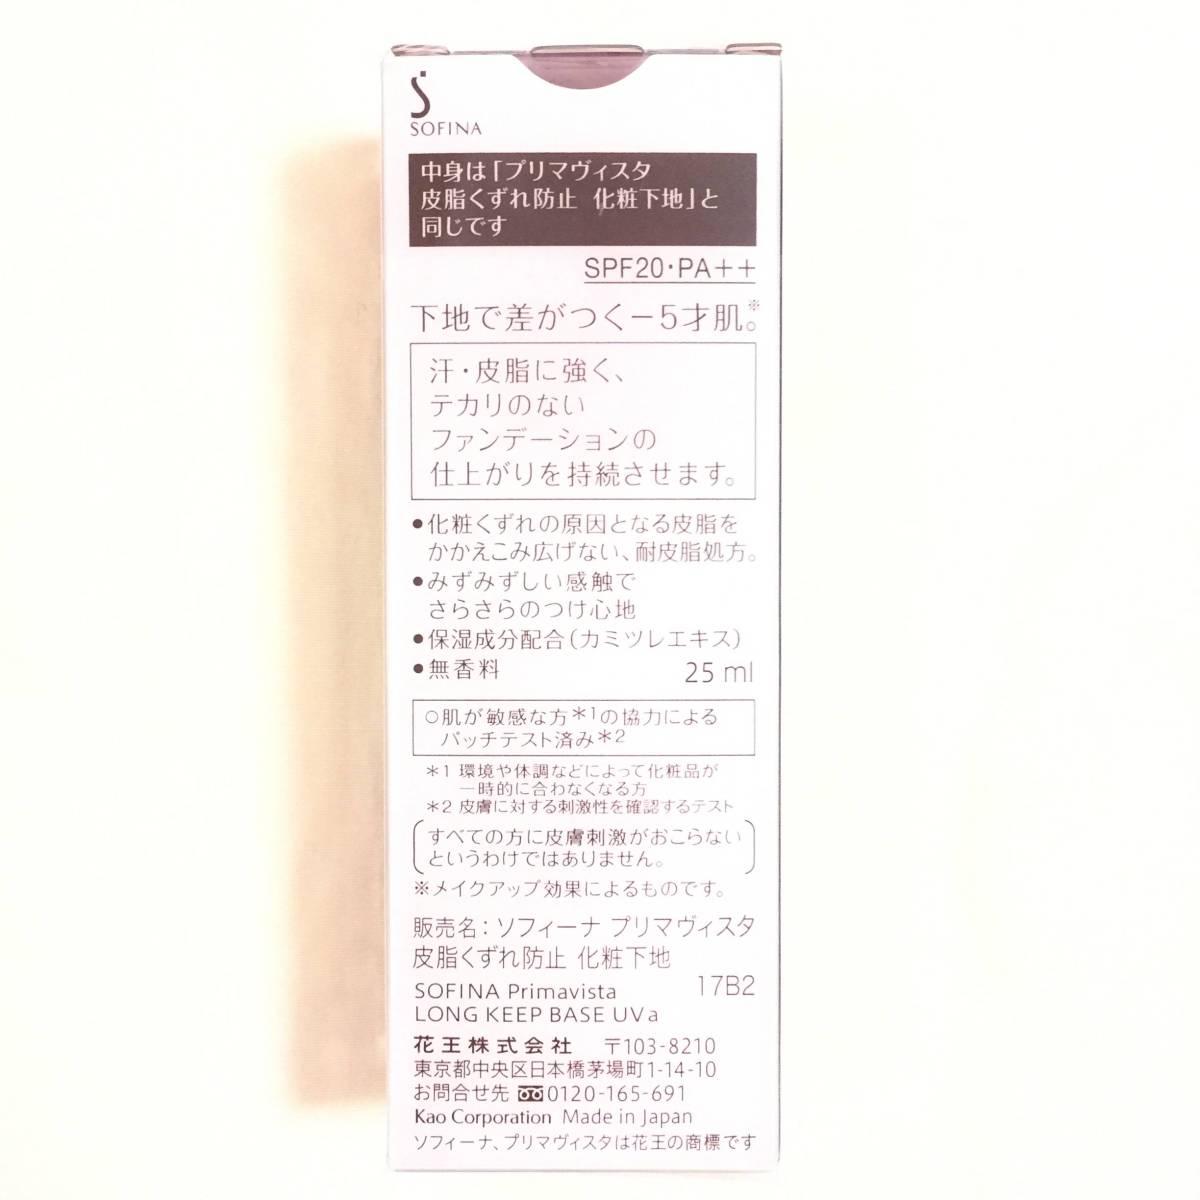 SOFINA
中身は「プリマヴィスタ
皮脂くずれ防止 化粧下地」と
同じです
SPF20・PA++
下地で差がつく−5才肌。※
汗・皮脂に強く、
テカリのない
ファンデーションの
仕上がりを持続させます。
●化粧くずれの原因となる皮脂を
かかえこみ広げない、耐皮脂処方。
●みずみずしい感触で
さらさらのつけ心地
●保湿成分配合(カミツレエキス)
●無香料 25 ml
○肌が敏感な方*1の協力による
パッチテスト済み*2
*1 環境や体調などによって化粧品が
一時的に合わなくなる方
*2 皮膚に対する刺激性を確認するテスト
(すべての方に皮膚刺激がおこらない
というわけではありません。)
※メイクアップ効果によるものです。
販売名:ソフィーナ プリマヴィスタ
皮脂くずれ防止 化粧下地
SOFINA Primavista 17B2
LONG KEEP BASE UV a
花王株式会社 〒103-8210
東京都中央区日本橋茅場町1-14-10
お問合せ先 0120-165-691
Kao Corporation Made in Japan
ソフィーナ、プリマヴィスタは花王の商標です